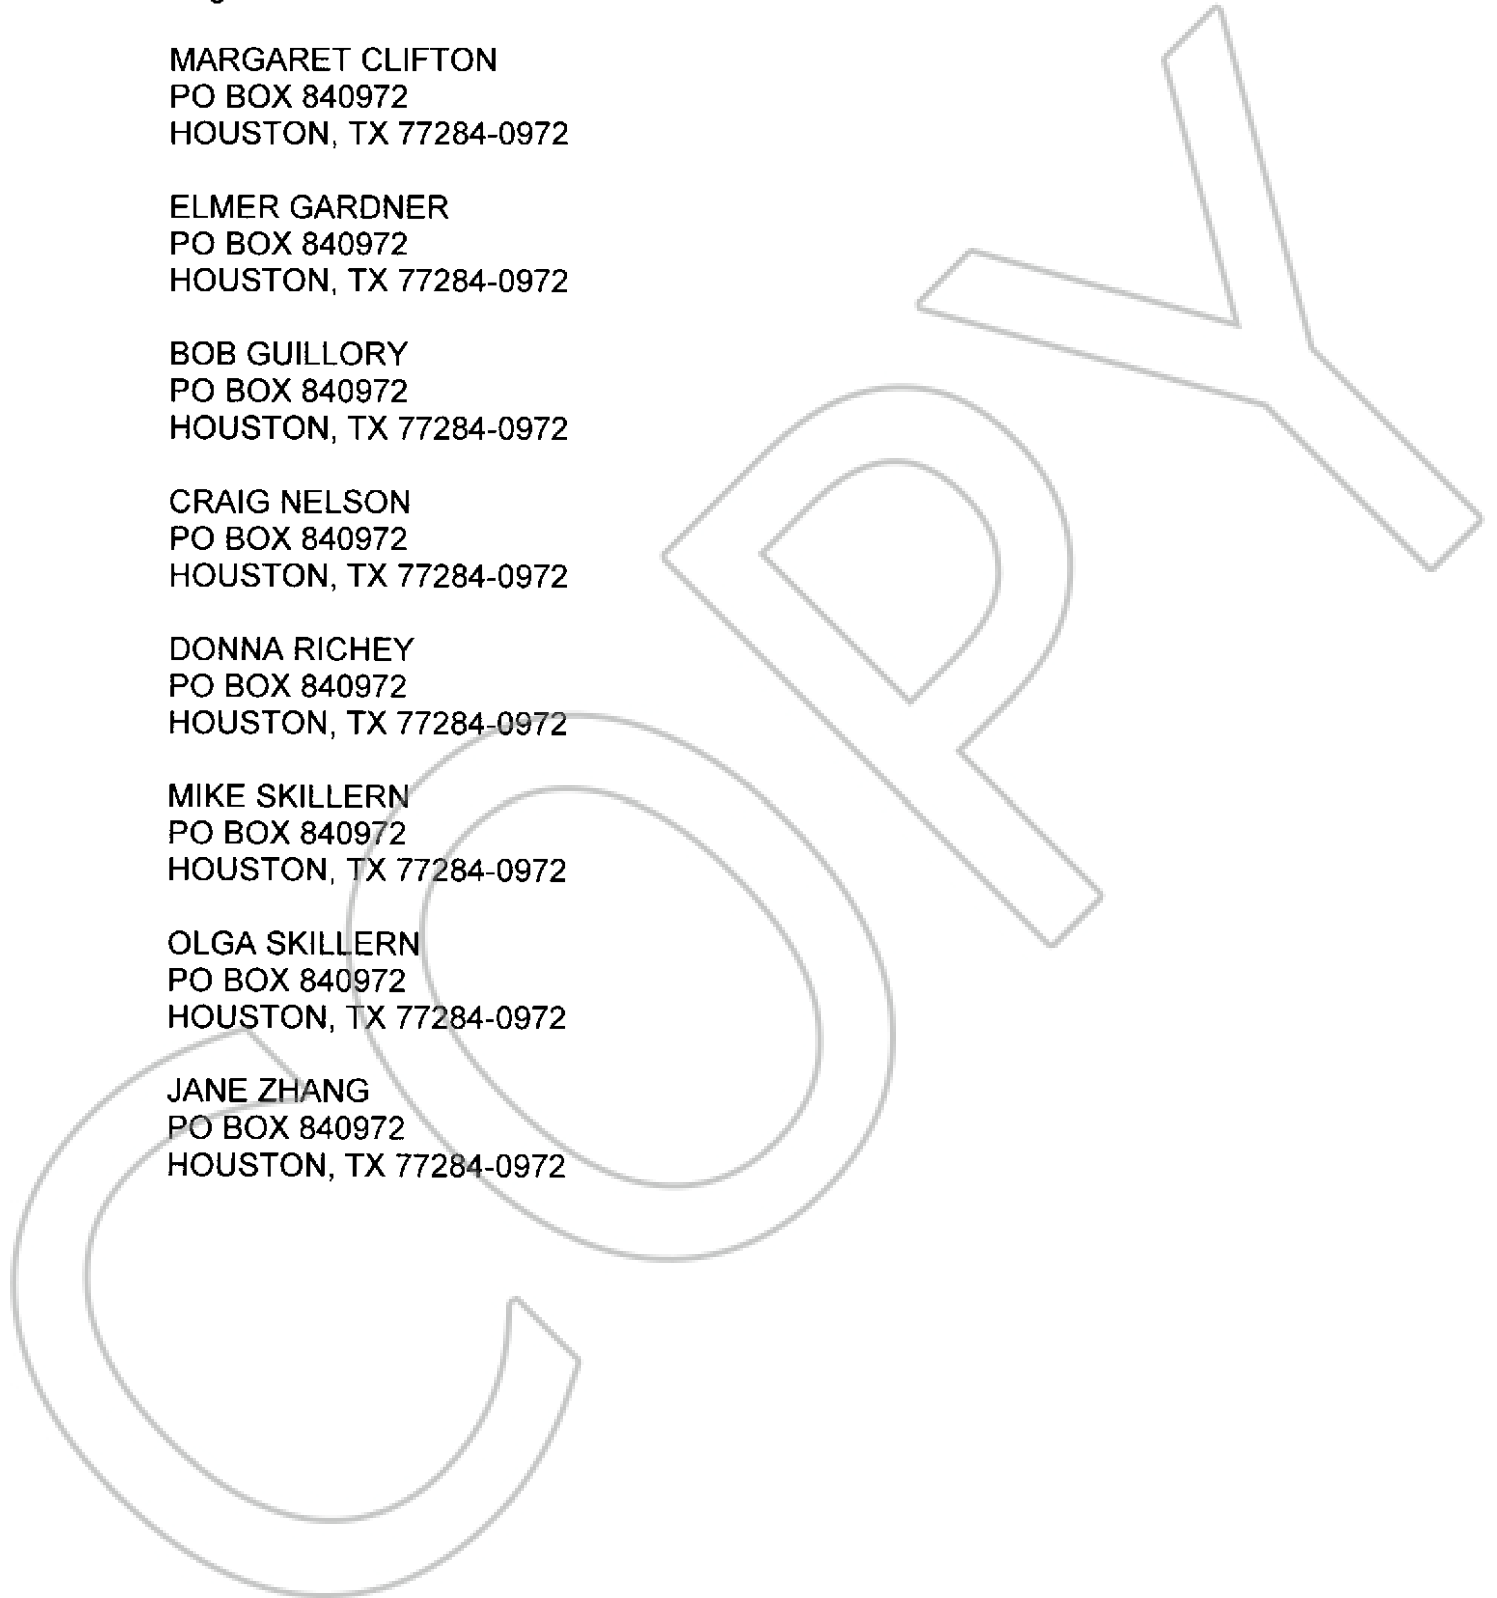 MARGARET CLIFTON
PO BOX 840972
HOUSTON, TX 77284-0972
ELMER GARDNER
PO BOX 840972
HOUSTON, TX 77284-0972
BOB GUILLORY
PO BOX 840972
HOUSTON, TX 77284-0972
CRAIG NELSON
PO BOX 840972
HOUSTON, TX 77284-0972
DONNA RICHEY
PO BOX 840972
HOUSTON, TX 77284-0972
MIKE SKILLERN
PO BOX 840972
HOUSTON, TX 77284-0972
OLGA SKILLERN
PO BOX 840972
HOUSTON, TX 77284-0972
JANE ZHANG
PO BOX 840972
HOUSTON, TX 77284-0972
COPY